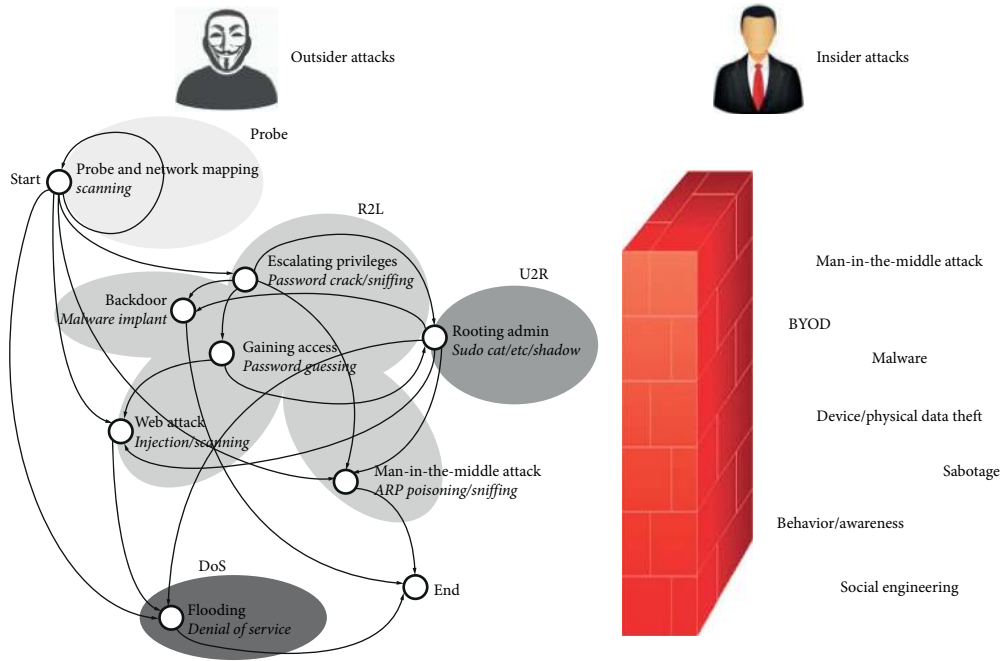 Outsider attacks
Insider attacks
Probe
Start
Probe and network mapping
scanning
R2L
Escalating privileges
Password crack/sniffing
U2R
Backdoor
Malware implant
Rooting admin
Sudo cat/etc/shadow
Gaining access
Password guessing
Web attack
Injection/scanning
Man-in-the-middle attack
ARP poisoning/sniffing
DoS
End
Flooding
Denial of service
Man-in-the-middle attack
BYOD
Malware
Device/physical data theft
Sabotage
Behavior/awareness
Social engineering